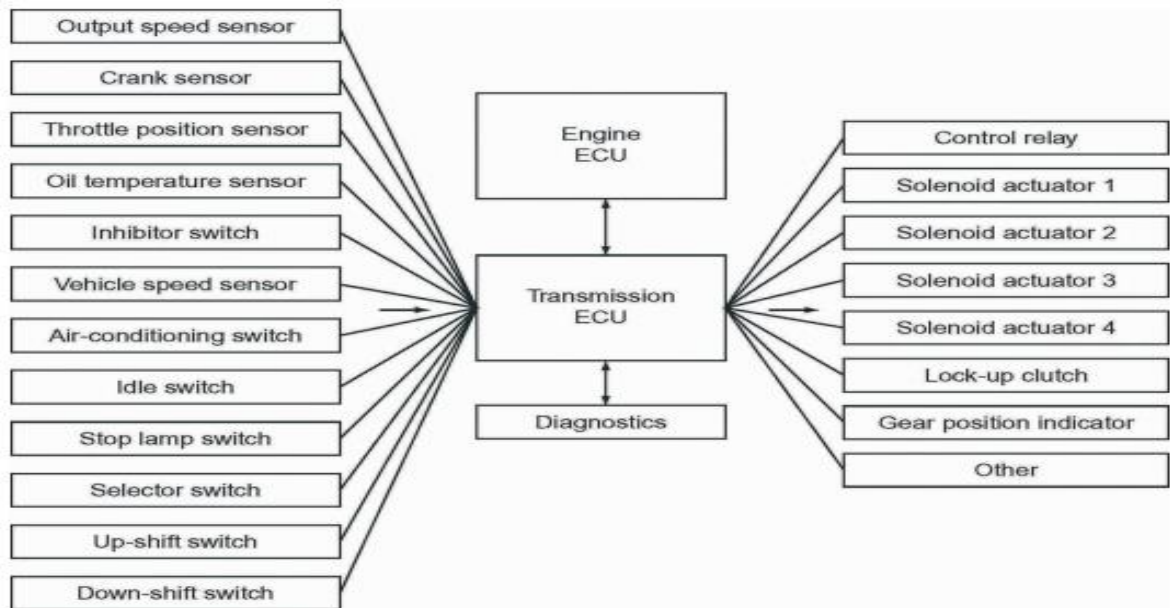 Output speed sensor
Crank sensor
Throttle position sensor
Oil temperature sensor
Inhibitor switch
Vehicle speed sensor
Air-conditioning switch
Idle switch
Stop lamp switch
Selector switch
Up-shift switch
Down-shift switch
Engine
ECU
Transmission
ECU
Diagnostics
Control relay
Solenoid actuator 1
Solenoid actuator 2
Solenoid actuator 3
Solenoid actuator 4
Lock-up clutch
Gear position indicator
Other